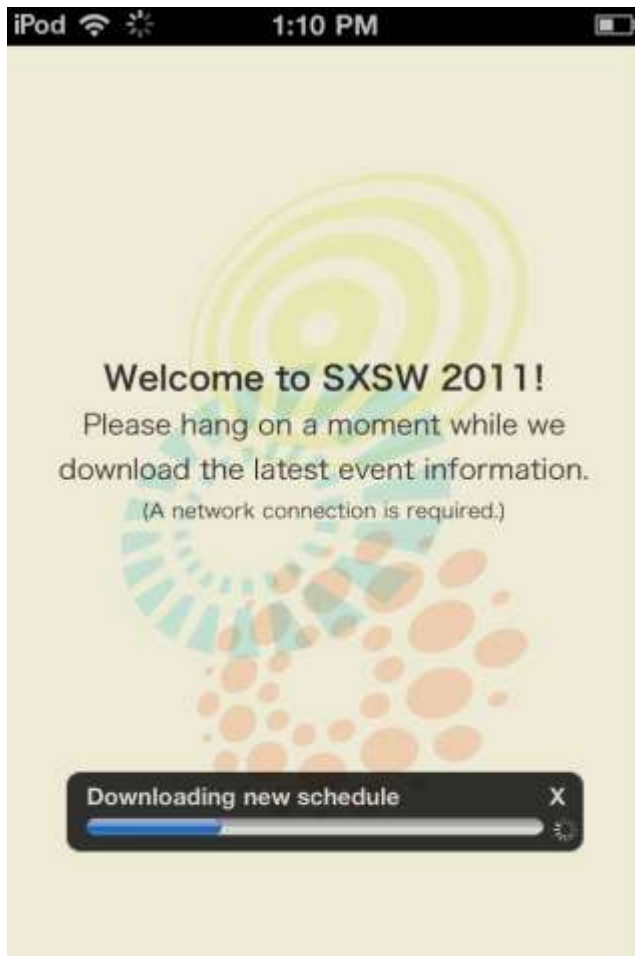 iPod 1:10 PM
Welcome to SXSW 2011!
Please hang on a moment while we
download the latest event information.
(A network connection is required.)
Downloading new schedule X